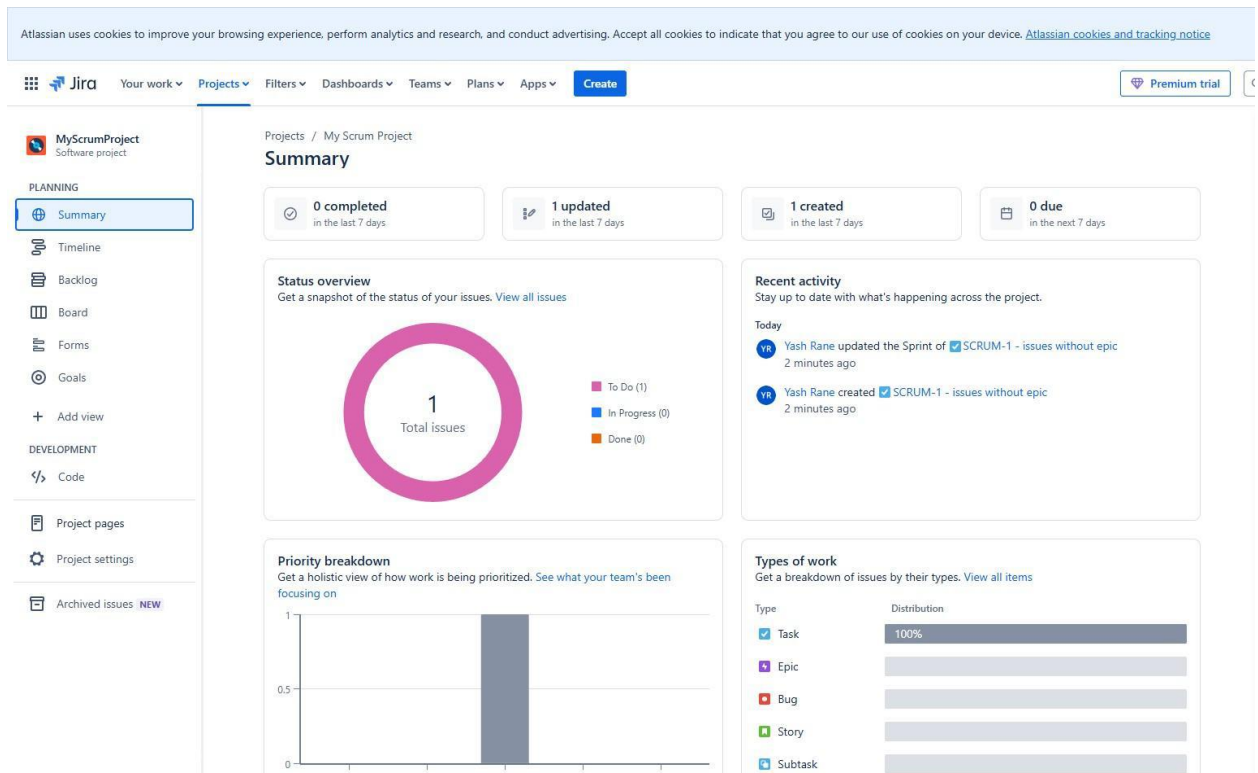 Atlassian uses cookies to improve your browsing experience, perform analytics and research, and conduct advertising. Accept all cookies to indicate that you agree to our use of cookies on your device. Atlassian cookies and tracking notice
Jira Your work Projects Filters Dashboards Teams Plans Apps Create Premium trial
MyScrumProject
Software project
PLANNING
Summary
Timeline
Backlog
Board
Forms
Goals
Add view
DEVELOPMENT
Code
Project pages
Project settings
Archived issues NEW
Projects / My Scrum Project
Summary
0 completed
in the last 7 days
1 updated
in the last 7 days
1 created
in the last 7 days
0 due
in the next 7 days
Status overview
Get a snapshot of the status of your issues. View all issues
1
Total issues
To Do (1)
In Progress (0)
Done (0)
Recent activity
Stay up to date with what's happening across the project.
Today
YR Yash Rane updated the Sprint of SCRUM-1 - issues without epic
2 minutes ago
YR Yash Rane created SCRUM-1 - issues without epic
2 minutes ago
Priority breakdown
Get a holistic view of how work is being prioritized. See what your team's been
focusing on
1
0.5
0
Types of work
Get a breakdown of issues by their types. View all items
Type Distribution
Task 100%
Epic
Bug
Story
Subtask